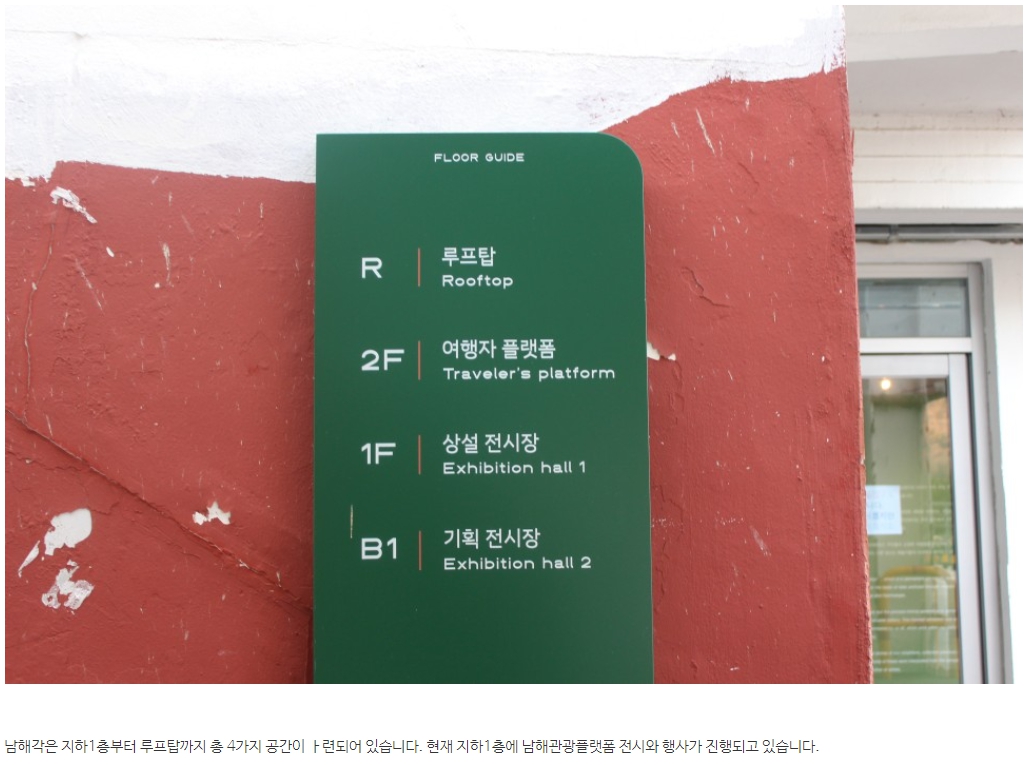 FLOOR GUIDE
R
루프탑
Rooftop
2F
여행자 플랫폼
Traveler's platform
1F
상설 전시장
Exhibition hall 1
B1
기획 전시장
Exhibition hall 2
남해각은 지하1층부터 루프탑까지 총 4가지 공간이 ㅏ련되어 있습니다. 현재 지하1층에 남해관광플랫폼 전시와 행사가 진행되고 있습니다.